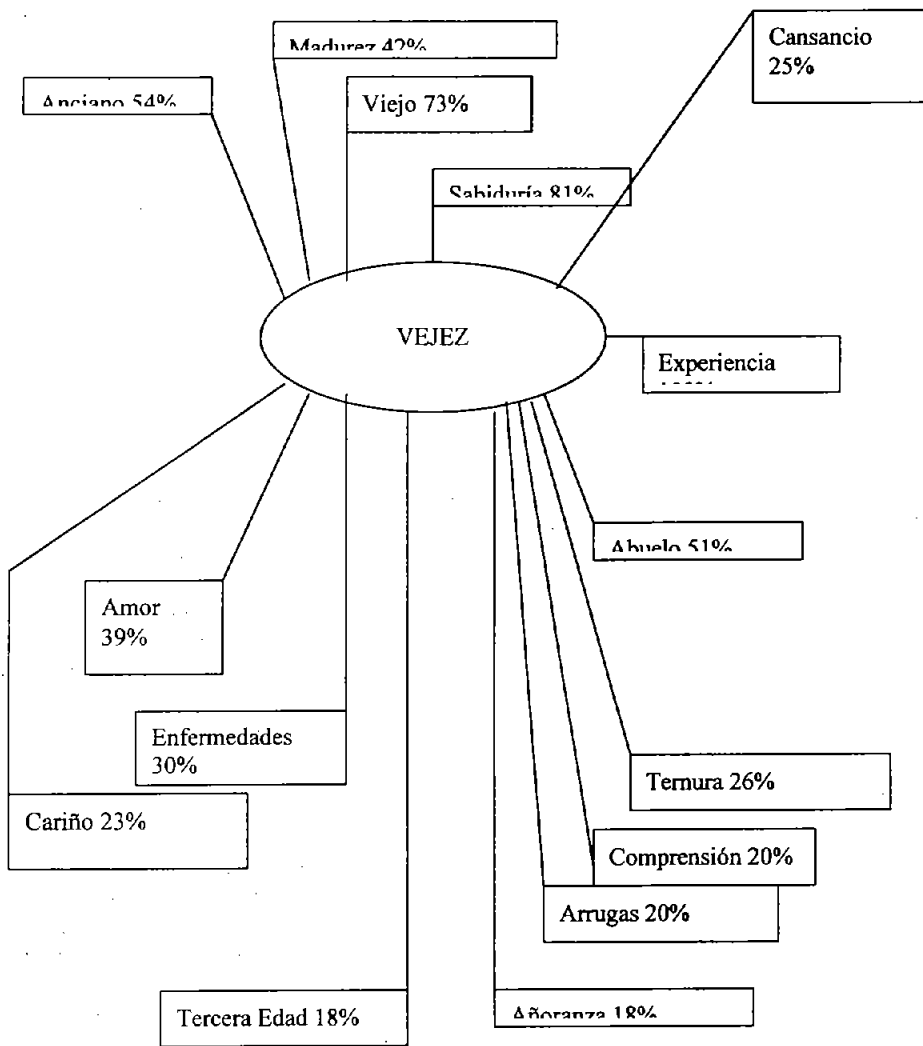 Madurez 42%
Cansancio
25%
Anciano 54%
Viejo 73%
Sabiduría 81%
VEJEZ
Experiencia
Abuelo 51%
Amor
39%
Enfermedades
30%
Ternura 26%
Cariño 23%
Comprensión 20%
Arrugas 20%
Tercera Edad 18%
Añoranza 18%